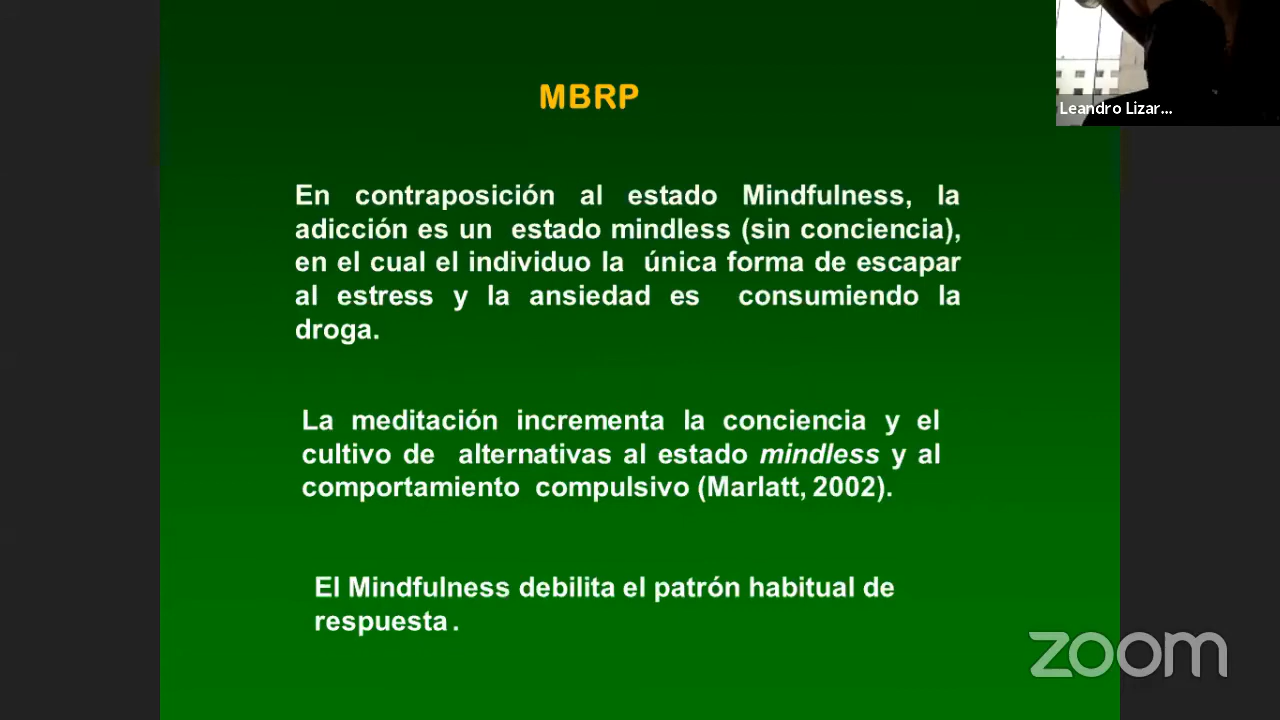 MBRP
Leandro Lizar...
En contraposición al estado Mindfulness, la
adicción es un estado mindless (sin conciencia),
en el cual el individuo la única forma de escapar
al estress y la ansiedad es consumiendo la
droga.
La meditación incrementa la conciencia y el
cultivo de alternativas al estado mindless y al
comportamiento compulsivo (Marlatt, 2002).
El Mindfulness debilita el patrón habitual de
respuesta .
zoom